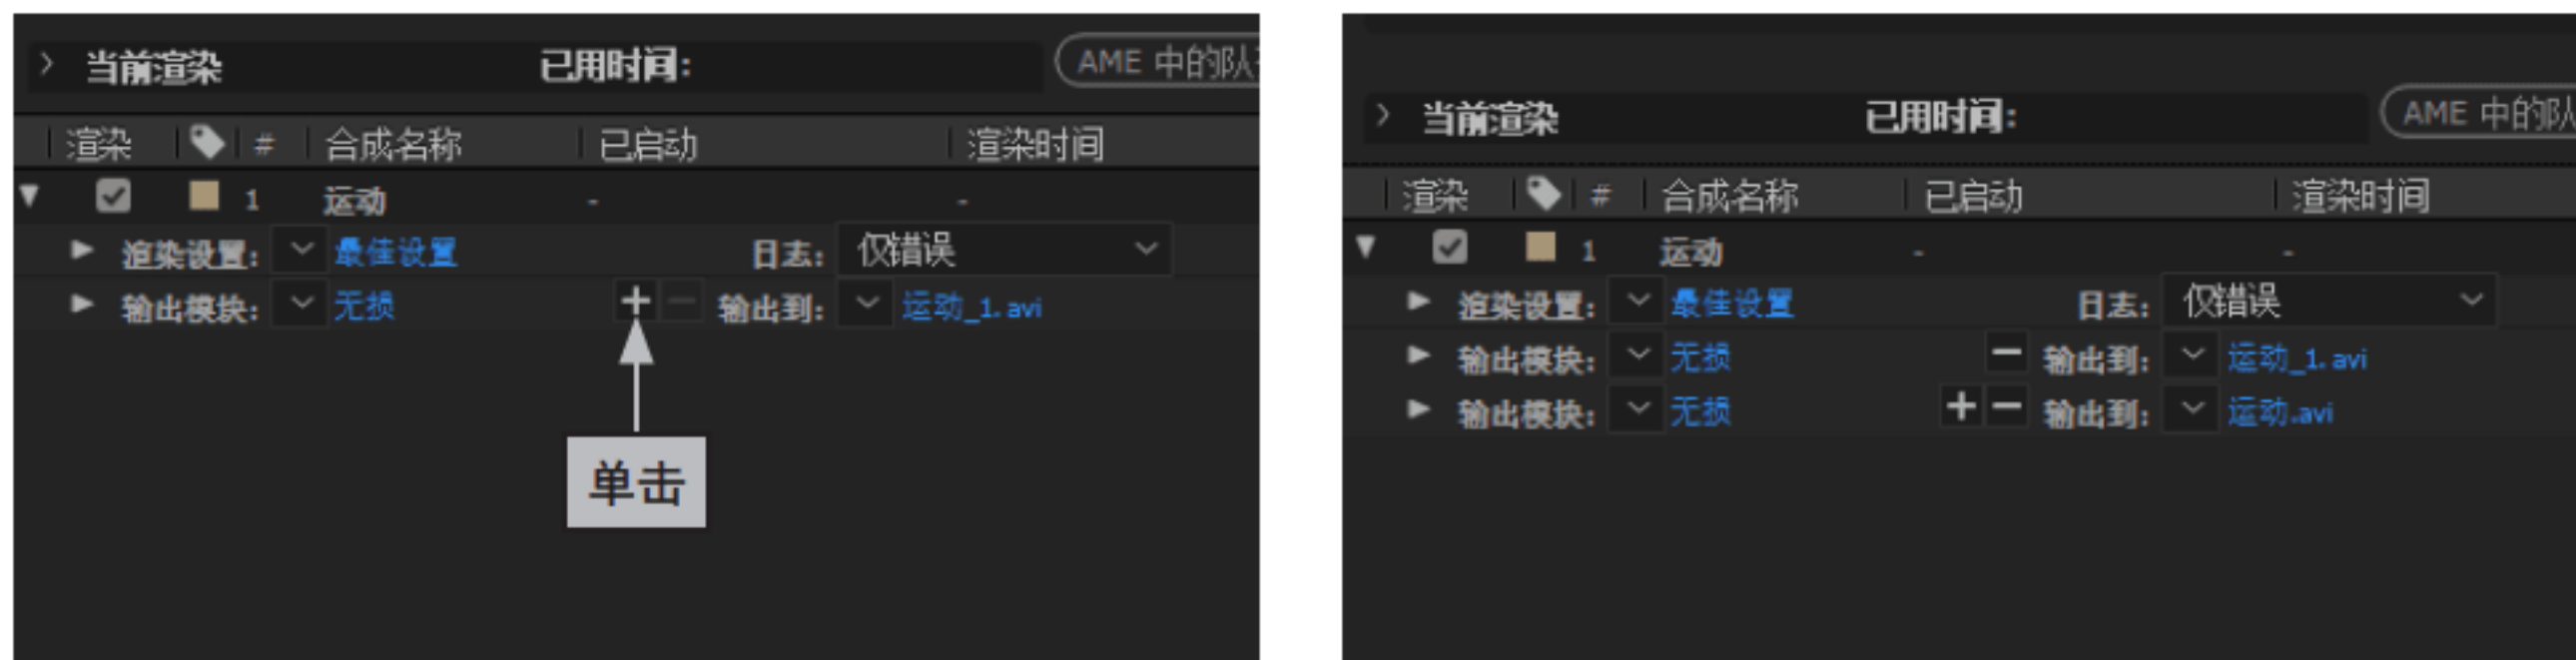 当前渲染 已用时间: AME 中的队
渲染 # 合成名称 已启动 渲染时间
1 运动 - -
渲染设置: 最佳设置 日志: 仅错误
输出模块: 无损 + - 输出到: 运动_1.avi
单击
当前渲染 已用时间: AME 中的队
渲染 # 合成名称 已启动 渲染时间
1 运动 - -
渲染设置: 最佳设置 日志: 仅错误
输出模块: 无损 - 输出到: 运动_1.avi
输出模块: 无损 + - 输出到: 运动.avi